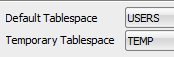 Default Tablespace USERS
Temporary Tablespace TEMP